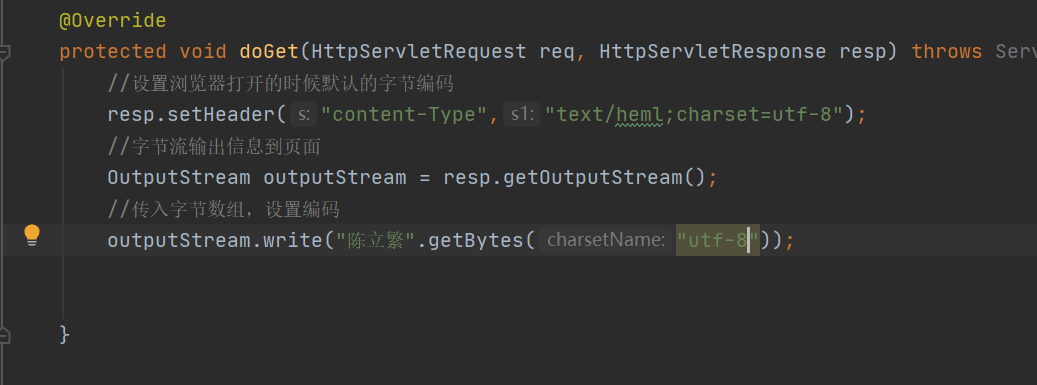 @Override
protected void doGet(HttpServletRequest req, HttpServletResponse resp) throws Ser
//设置浏览器打开的时候默认的字节编码
resp.setHeader( s: "content-Type", s1: "text/heml;charset=utf-8");
//字节流输出信息到页面
OutputStream outputStream = resp.getOutputStream();
//传入字节数组，设置编码
outputStream.write("陈立繁".getBytes( charsetName: "utf-8"));
}